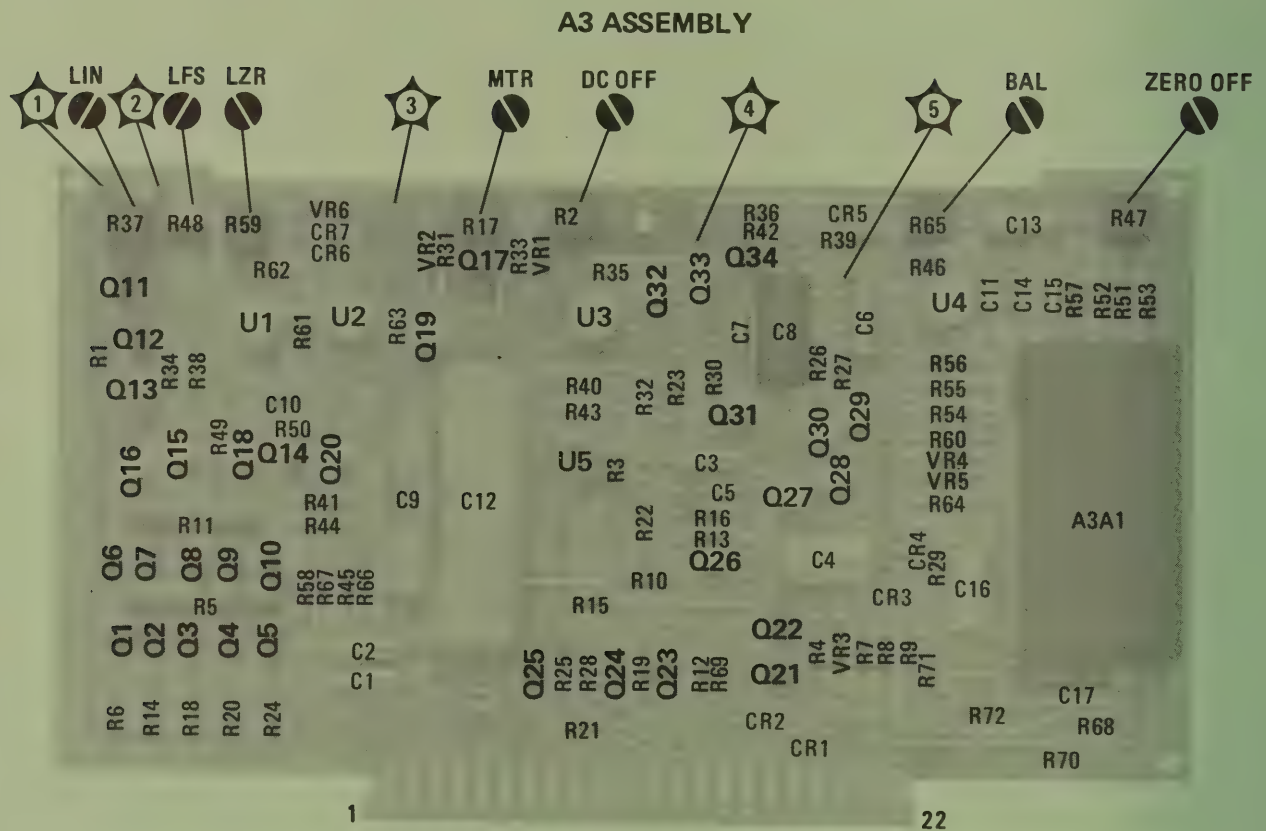 A3 ASSEMBLY
1 LIN 2 LFS LZR 3 MTR DC OFF 4 5 BAL ZERO OFF
R37 R48 R59 VR6 R17 R2 R36 CR5 R65 C13 R47
CR7 R42 R39
CR6 VR2 R31 Q17 R33 VR1 Q34
R62 R35 Q32 Q33 R46
Q11 U4 C11 C14 C15 R57 R52 R51 R53
U1 R61 U2 R63 Q19 U3 C7 C8 C6
Q12
R1 Q13 R34 R38 R26 R27 R56
R40 R32 R23 R30 R55
C10 R43 Q31 R54
R50 Q30 Q29 R60
Q16 Q15 R49 Q18 Q14 Q20 U5 R3 C3 VR4
C5 Q27 Q28 VR5
R41 C9 C12 R64
R11 R44 R22 R16 A3A1
R13
Q6 Q7 Q8 Q9 Q10 Q26 C4 CR4 R29
R58 R67 R45 R66 R10 CR3 C16
R5 R15
Q1 Q2 Q3 Q4 Q5 C2 Q22 R4 VR3 R7 R8 R9 R71
C1 Q25 R25 R28 Q24 R19 Q23 R12 R69 Q21
C17
R6 R14 R18 R20 R24 R21 CR2 R72 R68
CR1 R70
1 22